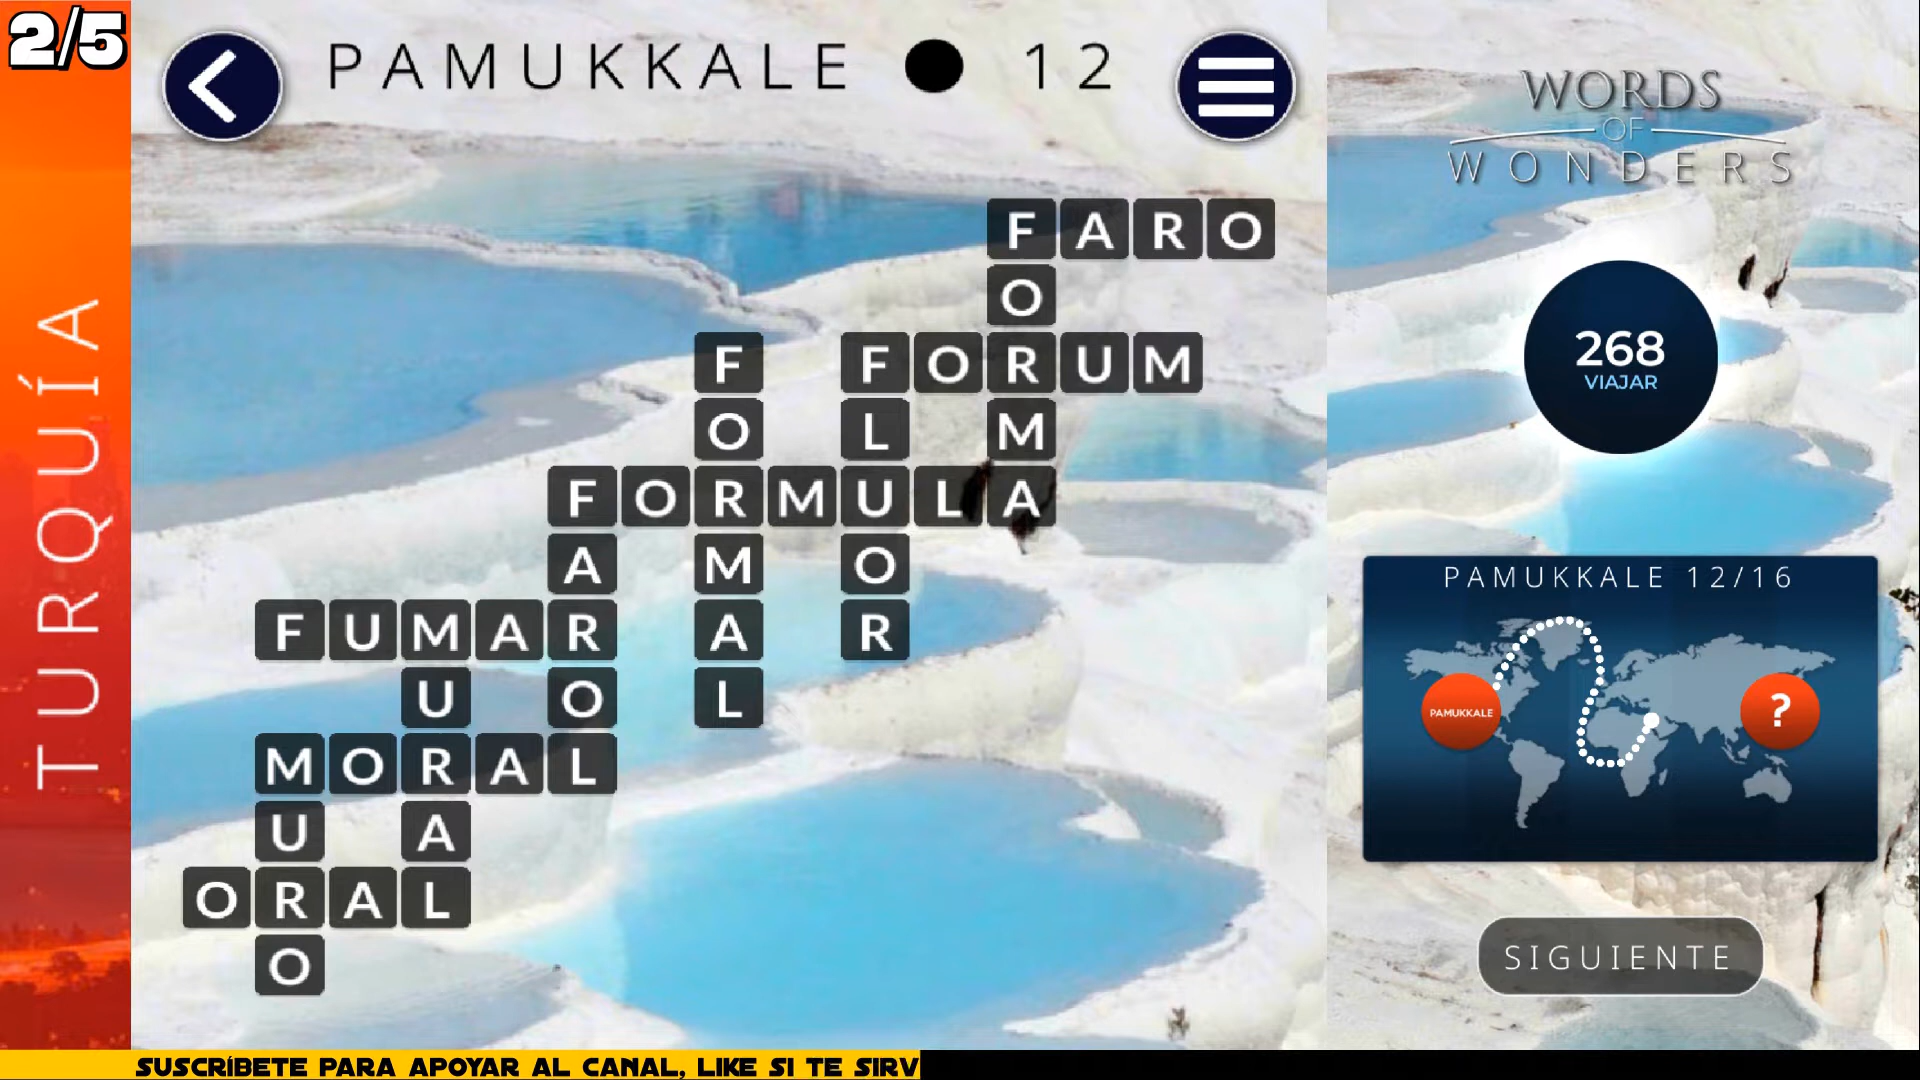 2/5
PAMUKKALE ● 12
TURQUÍA
FARO
O
F FORUM
O L M
FORMULA
A M O
FUMAR A R
U O L
MORAL
U A
ORAL
O
WORDS
OF
WONDERS
268
VIAJAR
PAMUKKALE 12/16
PAMUKKALE
?
SIGUIENTE
SUSCRÍBETE PARA APOYAR AL CANAL, LIKE SI TE SIRV